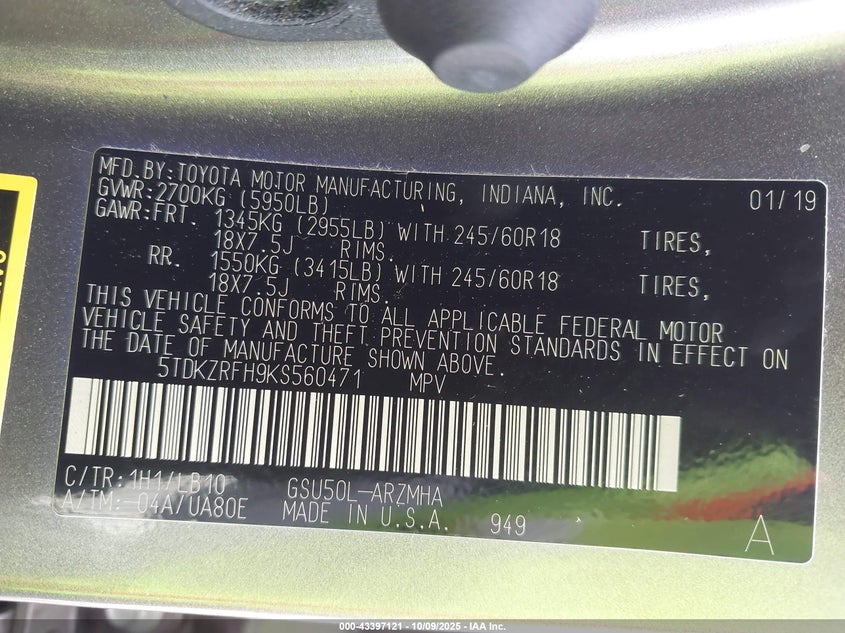 MFD.BY:TOYOTA MOTOR MANUFACTURING, INDIANA, INC. 01/19
GVWR:2700KG (5950LB)
GAWR:FRT. 1345KG (2955LB) WITH 245/60R18 TIRES,
18X7.5J RIMS.
RR. 1550KG (3415LB) WITH 245/60R18 TIRES,
18X7.5J RIMS.
THIS VEHICLE CONFORMS TO ALL APPLICABLE FEDERAL MOTOR
VEHICLE SAFETY AND THEFT PREVENTION STANDARDS IN EFFECT ON
THE DATE OF MANUFACTURE SHOWN ABOVE.
5TDKZRFH9KS560471 MPV
C/TR:1H1/LB10 GSU50L-ARZMHA
A/TM:-04A/UA80E MADE IN U.S.A. 949
A
000-43397121 - 10/09/2025 - IAA Inc.